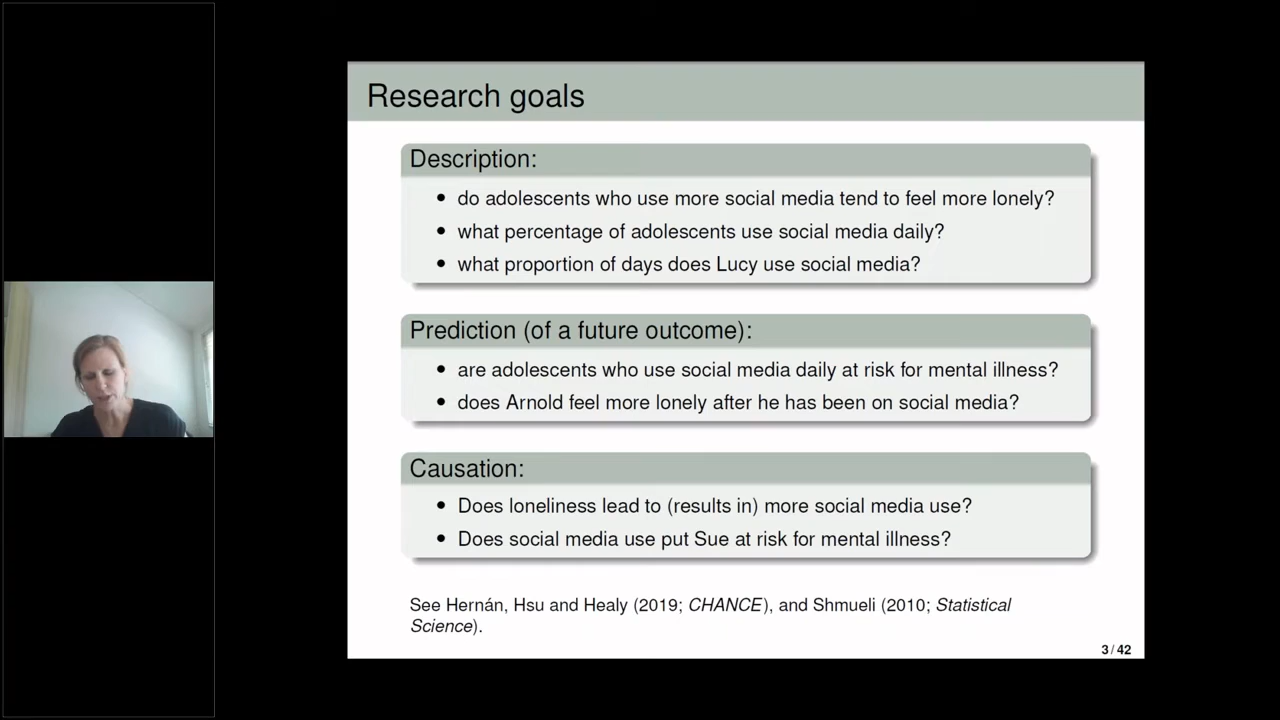 Research goals
Description:
• do adolescents who use more social media tend to feel more lonely?
• what percentage of adolescents use social media daily?
• what proportion of days does Lucy use social media?
Prediction (of a future outcome):
• are adolescents who use social media daily at risk for mental illness?
• does Arnold feel more lonely after he has been on social media?
Causation:
• Does loneliness lead to (results in) more social media use?
• Does social media use put Sue at risk for mental illness?
See Hernán, Hsu and Healy (2019; CHANCE), and Shmueli (2010; Statistical
Science).
3 / 42